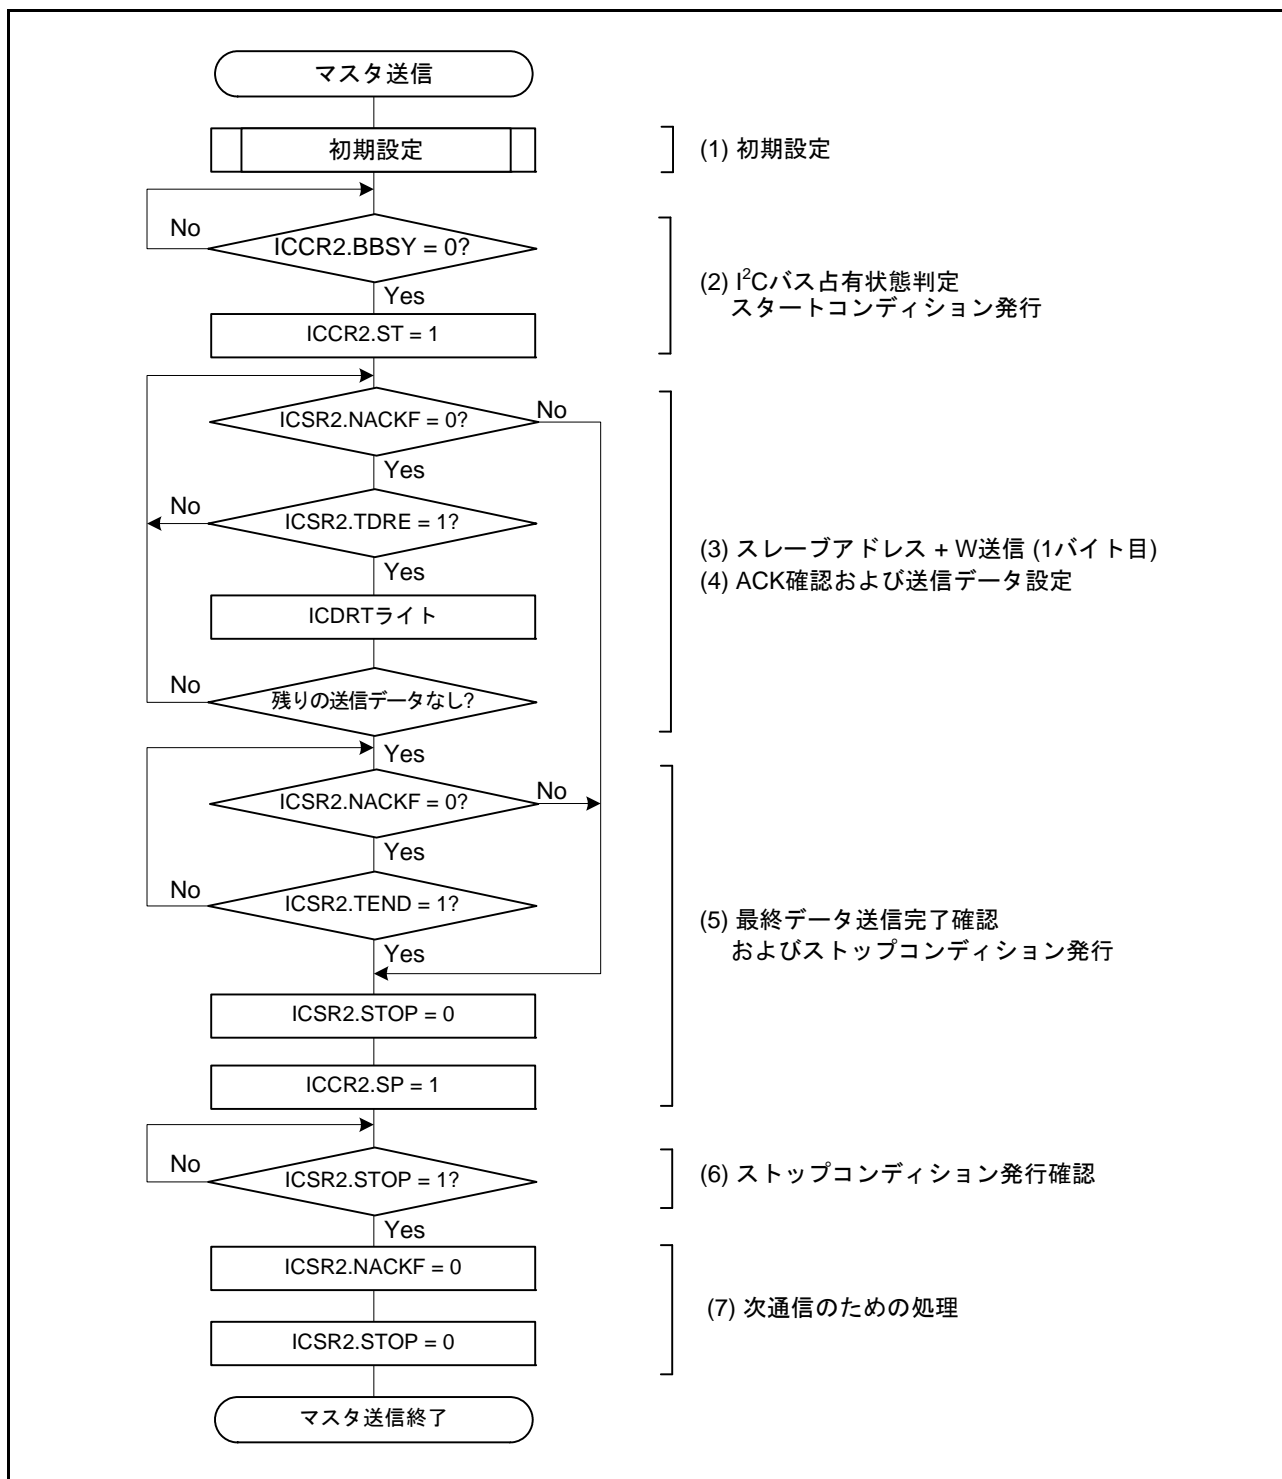 マスタ送信
初期設定
(1) 初期設定
No
ICCR2.BBSY = 0?
Yes
(2) I²Cバス占有状態判定
スタートコンディション発行
ICCR2.ST = 1
ICSR2.NACKF = 0?
No
Yes
No
ICSR2.TDRE = 1?
Yes
(3) スレーブアドレス + W送信 (1バイト目)
(4) ACK確認および送信データ設定
ICDRTライト
No
残りの送信データなし?
Yes
ICSR2.NACKF = 0?
No
Yes
No
ICSR2.TEND = 1?
Yes
(5) 最終データ送信完了確認
およびストップコンディション発行
ICSR2.STOP = 0
ICCR2.SP = 1
No
ICSR2.STOP = 1?
Yes
(6) ストップコンディション発行確認
ICSR2.NACKF = 0
(7) 次通信のための処理
ICSR2.STOP = 0
マスタ送信終了